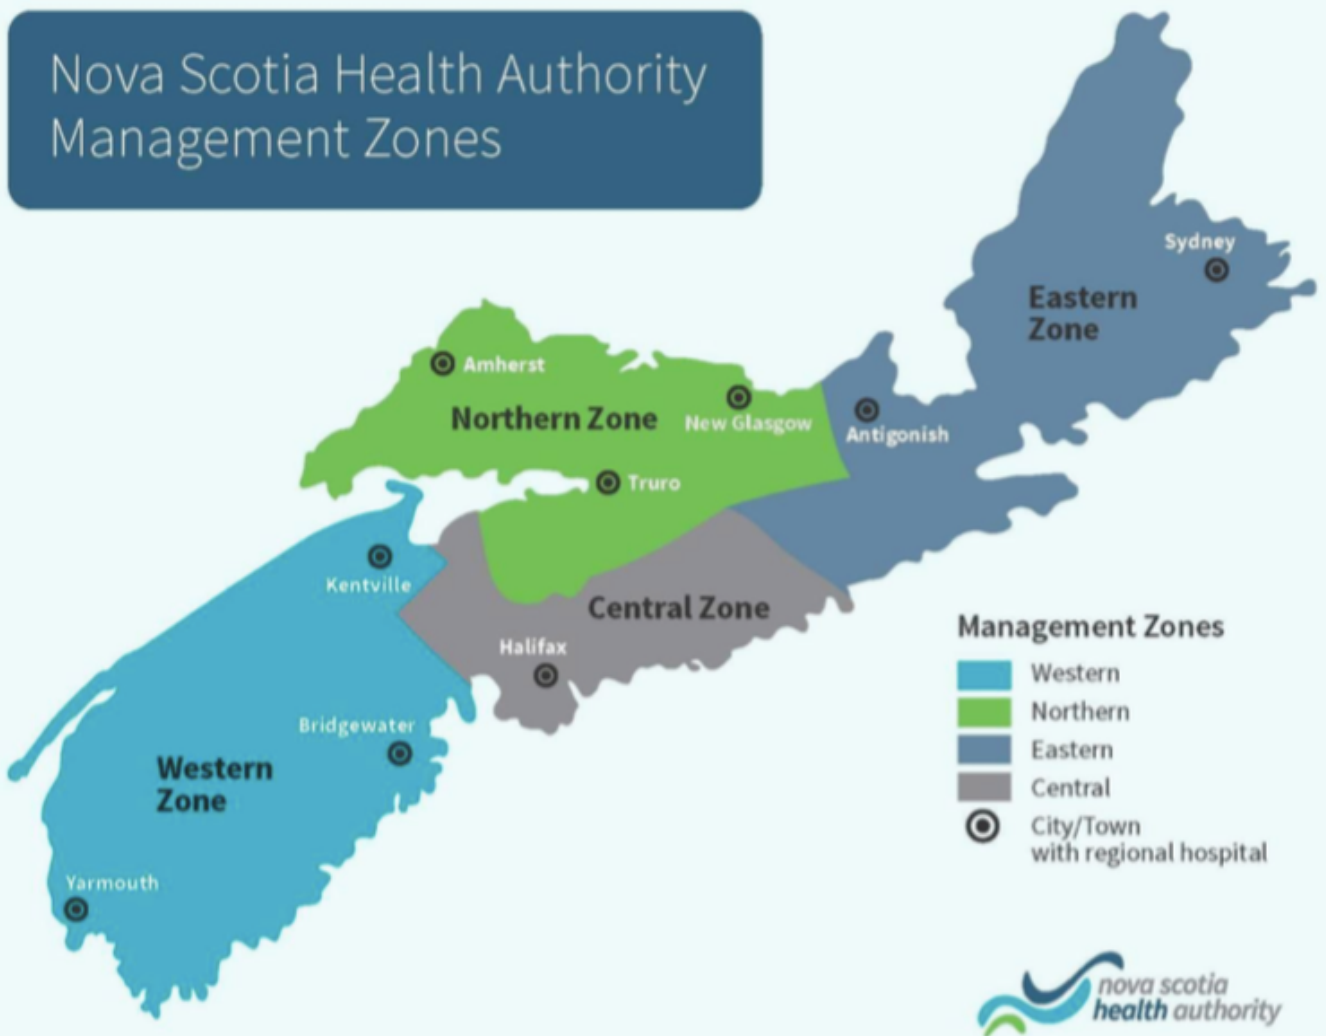 Nova Scotia Health Authority
Management Zones
Sydney
Eastern
Zone
Amherst
Northern Zone
New Glasgow
Antigonish
Truro
Kentville
Central Zone
Halifax
Bridgewater
Western
Zone
Yarmouth
Management Zones
Western
Northern
Eastern
Central
City/Town
with regional hospital
nova scotia
health authority